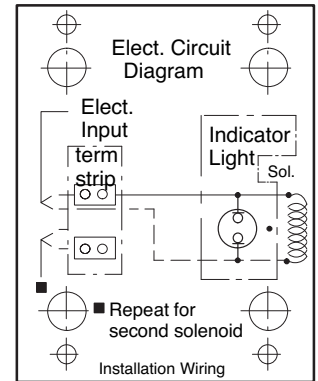 Elect. Circuit
Diagram
Elect.
Input
term
strip
Indicator
Light
Sol.
■ Repeat for
second solenoid
Installation Wiring